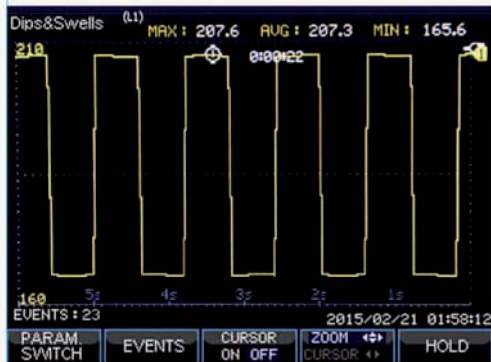 Dips&Swells (L1) MAX: 207.6 AVG: 207.3 MIN: 165.6
210 0:00:22 1
160 5s 4s 3s 2s 1s
EVENTS:23 2015/02/21 01:58:12
PARAM. SWITCH EVENTS CURSOR ON OFF ZOOM CURSOR HOLD